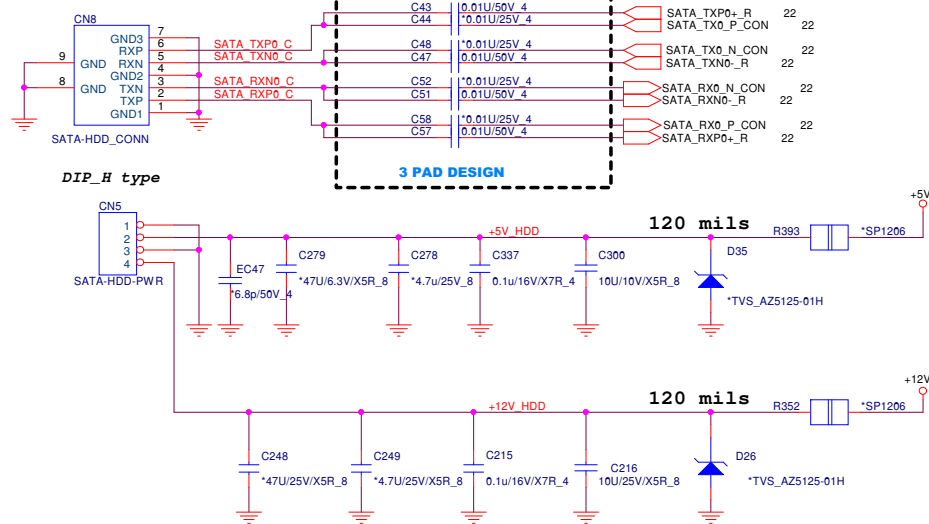 CN8
GND3
RXP
RXN
GND2
TXN
TXP
GND1
7
6
5
4
3
2
1
9
GND
8
GND
SATA-HDD_CONN
SATA_TXP0_C
SATA_TXN0_C
SATA_RXN0_C
SATA_RXP0_C
C43 0.01U/50V_4 SATA_TXP0+_R 22
C44 *0.01U/25V_4 SATA_TX0_P_CON 22
C48 *0.01U/25V_4 SATA_TX0_N_CON 22
C47 0.01U/50V_4 SATA_TXN0-_R 22
C52 *0.01U/25V_4 SATA_RX0_N_CON 22
C51 0.01U/50V_4 SATA_RXN0-_R 22
C58 *0.01U/25V_4 SATA_RX0_P_CON 22
C57 0.01U/50V_4 SATA_RXP0+_R 22
3 PAD DESIGN
DIP_H type
CN5
1
2
3
4
SATA-HDD-PWR
+5V_HDD
120 mils
+5V
R393
*SP1206
EC47
*6.8p/50V_4
C279
*47U/6.3V/X5R_8
C278
*4.7u/25V_8
C337
0.1u/16V/X7R_4
C300
10U/10V/X5R_8
D35
*TVS_AZ5125-01H
+12V_HDD
120 mils
+12V
R352
*SP1206
C248
*47U/25V/X5R_8
C249
*4.7U/25V/X5R_8
C215
0.1u/16V/X7R_4
C216
10U/25V/X5R_8
D26
*TVS_AZ5125-01H